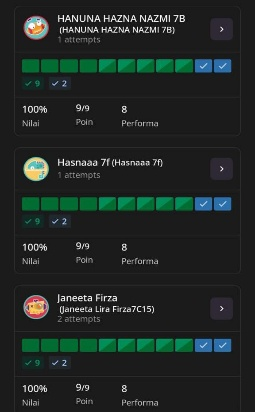 HANUNA HAZNA NAZMI 7B
(HANUNA HAZNA NAZMI 7B)
1 attempts
9 2
100% 9/9 8
Nilai Poin Performa
Hasnaaa 7f (Hasnaaa 7f)
1 attempts
9 2
100% 9/9 8
Nilai Poin Performa
Janeeta Firza
(Janeeta Lira Firza7C15)
2 attempts
9 2
100% 9/9 8
Nilai Poin Performa